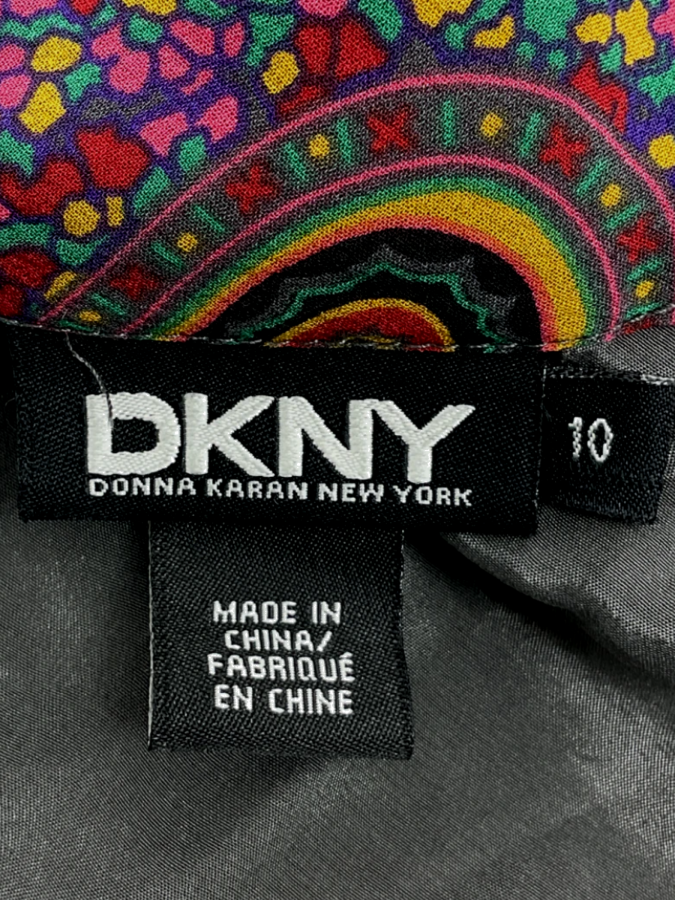 DKNY
DONNA KARAN NEW YORK
10
MADE IN
CHINA/
FABRIQUÉ
EN CHINE